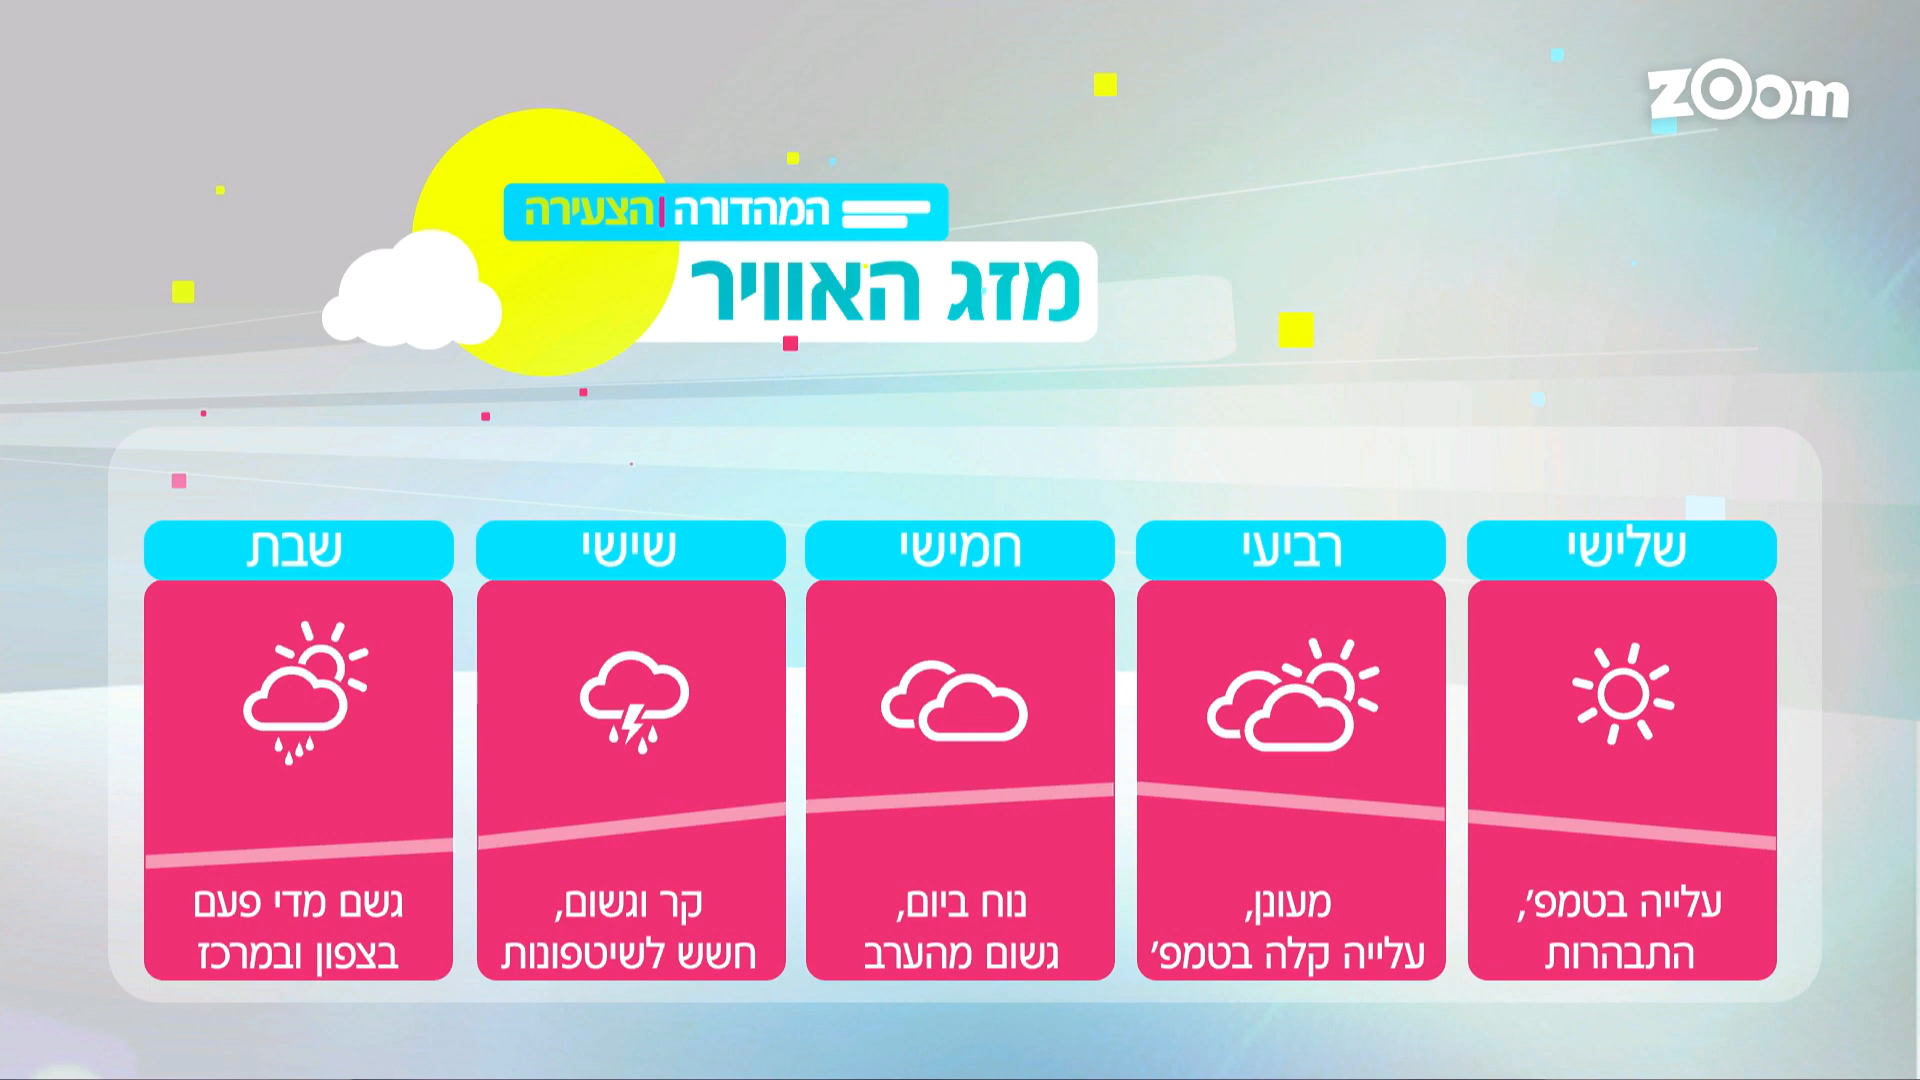 zoom
המהדורה|הצעירה
מזג האוויר
שלישי
עלייה בטמפ׳,
התבהרות
רביעי
מעונן,
עלייה קלה בטמפ׳
חמישי
נוח ביום,
גשום מהערב
שישי
קר וגשום,
חשש לשיטפונות
שבת
גשם מדי פעם
בצפון ובמרכז